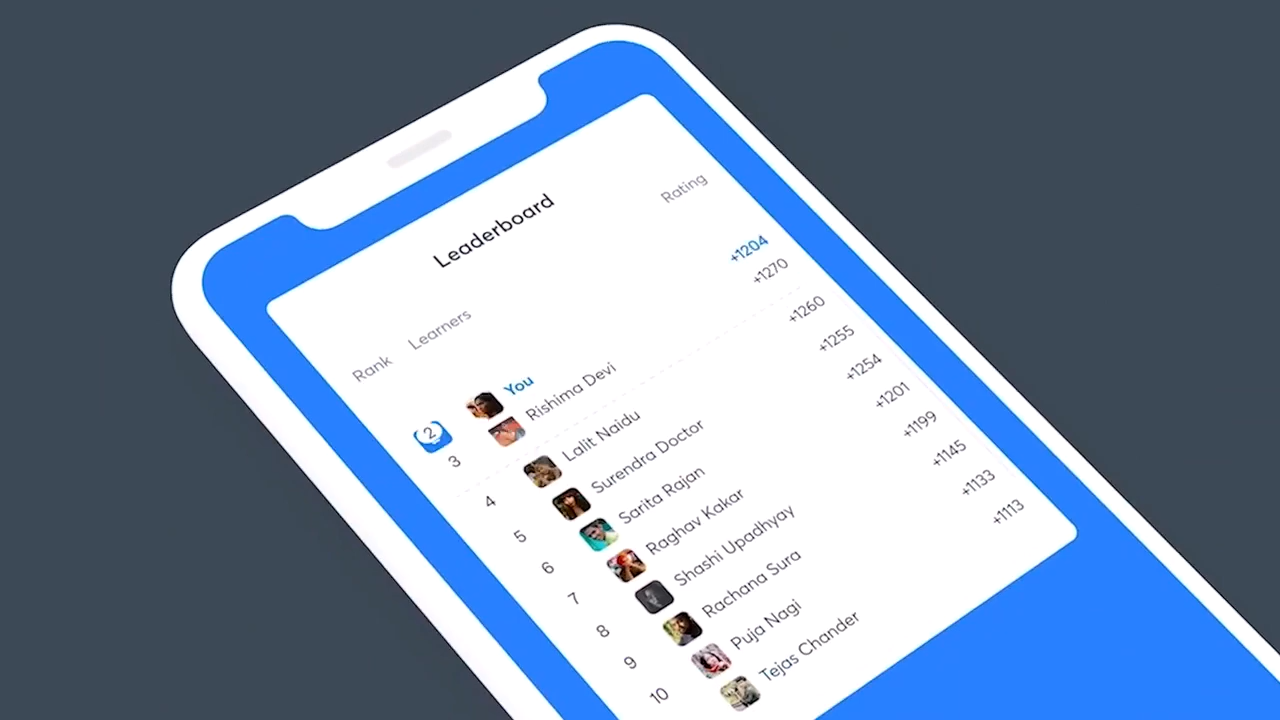 Leaderboard
Rank Learners Rating
2 You +1204
3 Rishima Devi +1270
4 Lalit Naidu +1260
5 Surendra Doctor +1255
6 Sarita Rajan +1254
7 Raghav Kakar +1201
8 Shashi Upadhyay +1199
9 Rachana Sura +1145
10 Puja Nagi +1133
Tejas Chander +1113